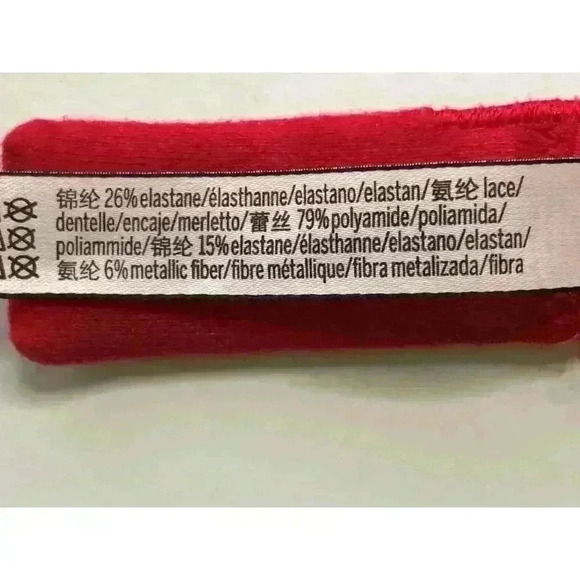 锦纶 26% elastane/élasthanne/elastano/elastan/氨纶 lace/
dentelle/encaje/merletto/蕾丝 79% polyamide/poliamida/
poliammide/锦纶 15% elastane/élasthanne/elastano/elastan/
氨纶 6% metallic fiber/fibre métallique/fibra metalizada/fibra